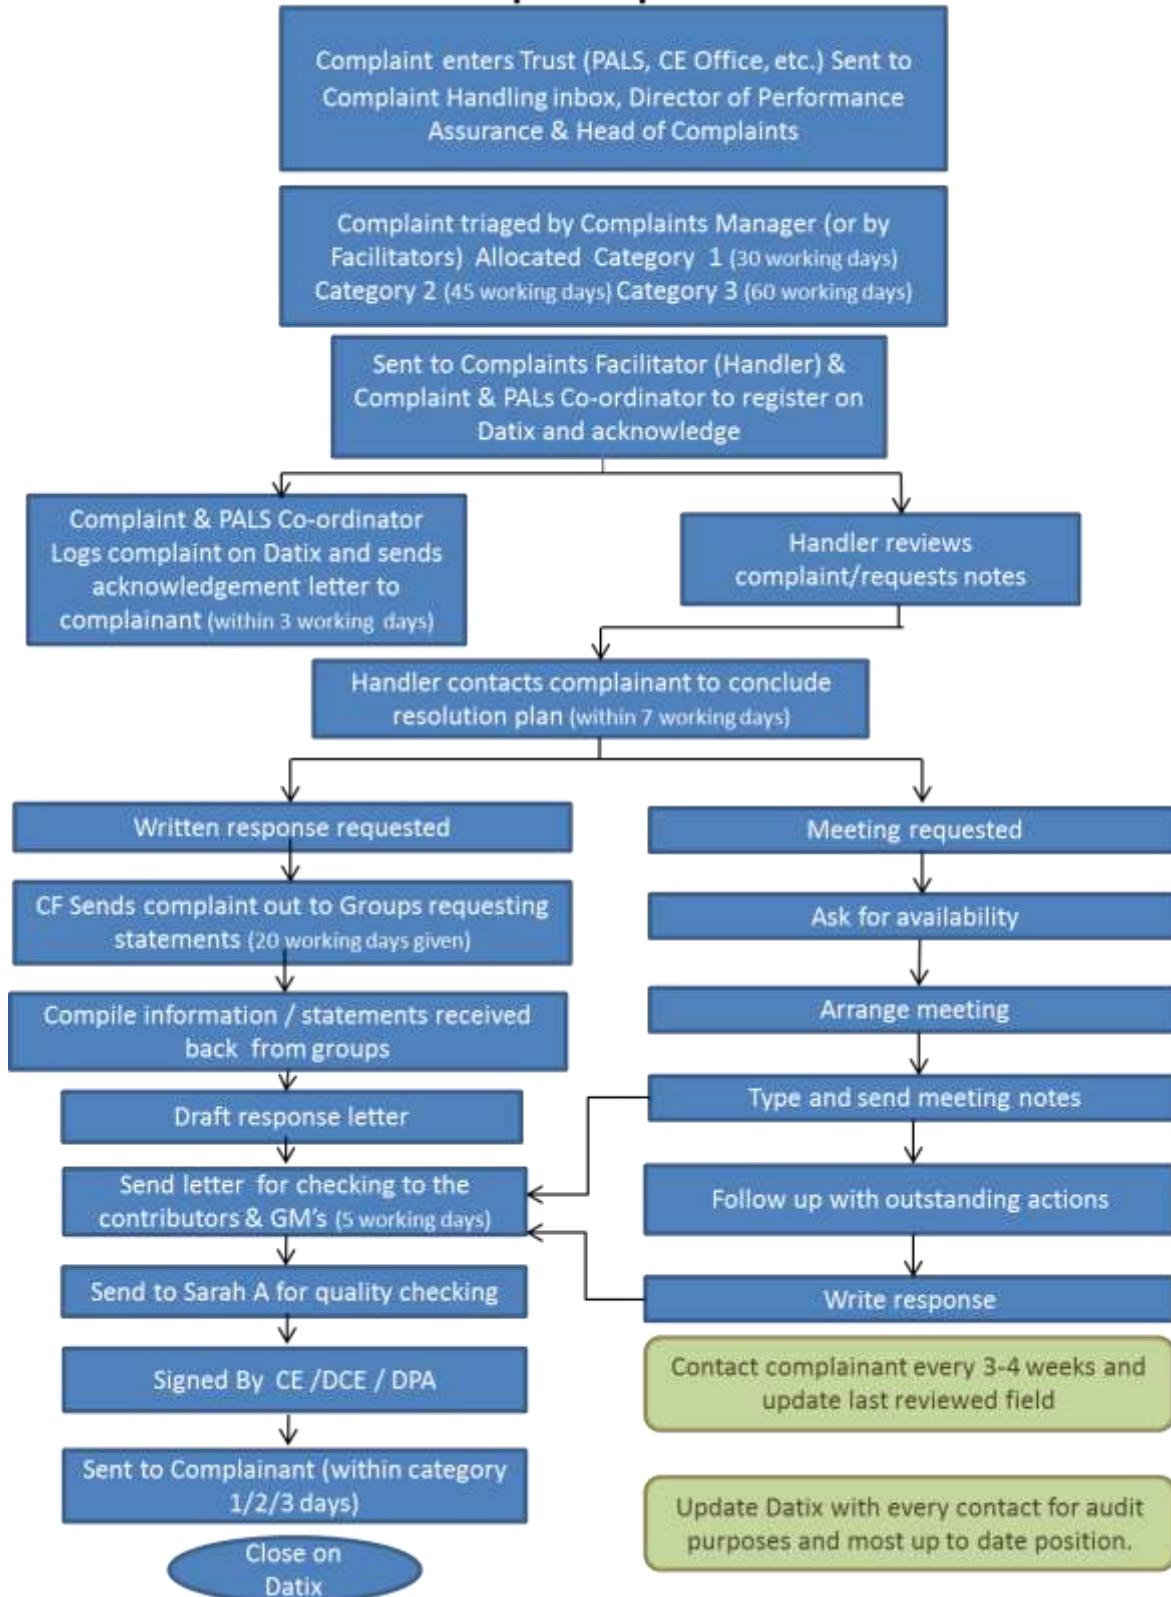 Complaint enters Trust (PALS, CE Office, etc.) Sent to
Complaint Handling inbox, Director of Performance
Assurance & Head of Complaints
Complaint triaged by Complaints Manager (or by
Facilitators) Allocated Category 1 (30 working days)
Category 2 (45 working days) Category 3 (60 working days)
Sent to Complaints Facilitator (Handler) &
Complaint & PALs Co-ordinator to register on
Datix and acknowledge
Complaint & PALS Co-ordinator
Logs complaint on Datix and sends
acknowledgement letter to
complainant (within 3 working days)
Handler reviews
complaint/requests notes
Handler contacts complainant to conclude
resolution plan (within 7 working days)
Written response requested
CF Sends complaint out to Groups requesting
statements (20 working days given)
Compile information / statements received
back from groups
Draft response letter
Send letter for checking to the
contributors & GM's (5 working days)
Send to Sarah A for quality checking
Signed By CE /DCE / DPA
Sent to Complainant (within category
1/2/3 days)
Close on
Datix
Meeting requested
Ask for availability
Arrange meeting
Type and send meeting notes
Follow up with outstanding actions
Write response
Contact complainant every 3-4 weeks and
update last reviewed field
Update Datix with every contact for audit
purposes and most up to date position.